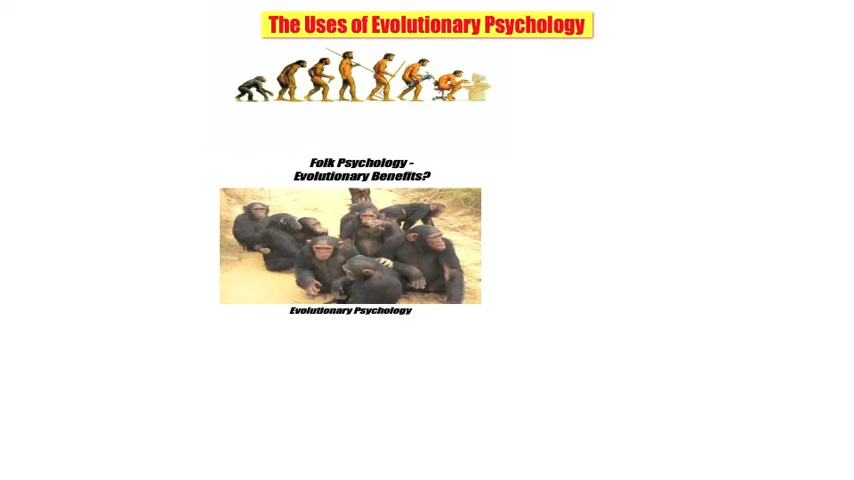 The Uses of Evolutionary Psychology
Folk Psychology -
Evolutionary Benefits?
Evolutionary Psychology